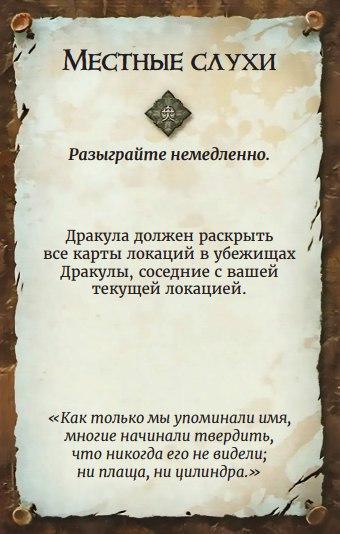 Местные слухи
Разыграйте немедленно.
Дракула должен раскрыть
все карты локаций в убежищах
Дракулы, соседние с вашей
текущей локацией.
«Как только мы упоминали имя,
многие начинали твердить,
что никогда его не видели;
ни плаща, ни цилиндра.»